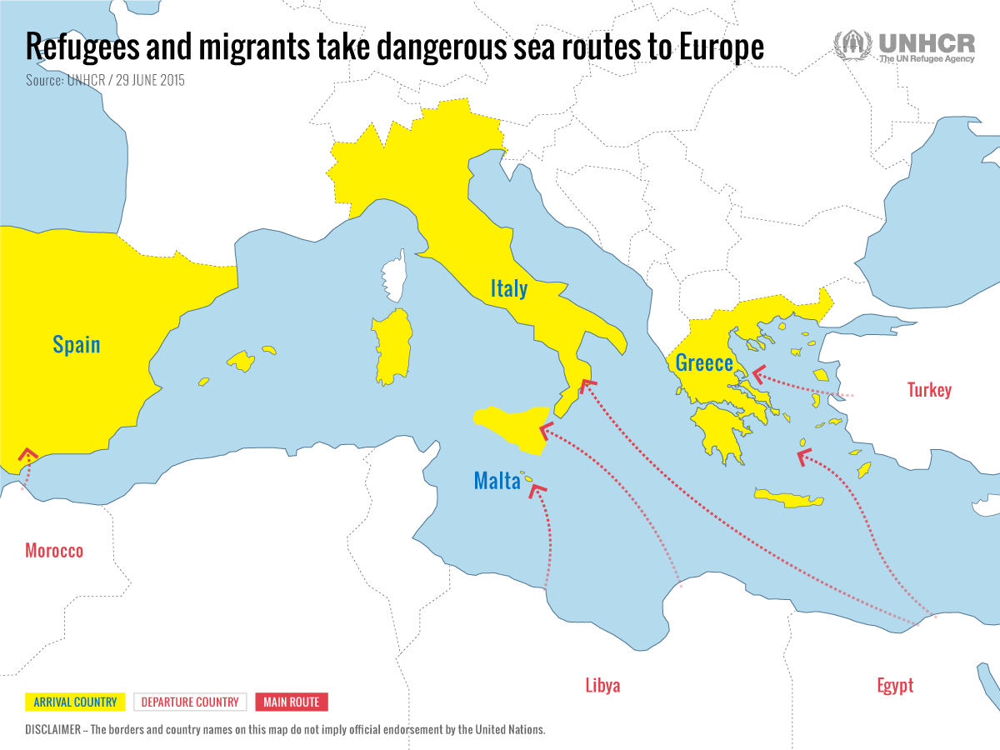 Refugees and migrants take dangerous sea routes to Europe
Source: UNHCR / 29 JUNE 2015
UNHCR
The UN Refugee Agency
Italy
Spain
Greece
Turkey
Malta
Morocco
Libya
Egypt
ARRIVAL COUNTRY
DEPARTURE COUNTRY
MAIN ROUTE
DISCLAIMER -- The borders and country names on this map do not imply official endorsement by the United Nations.